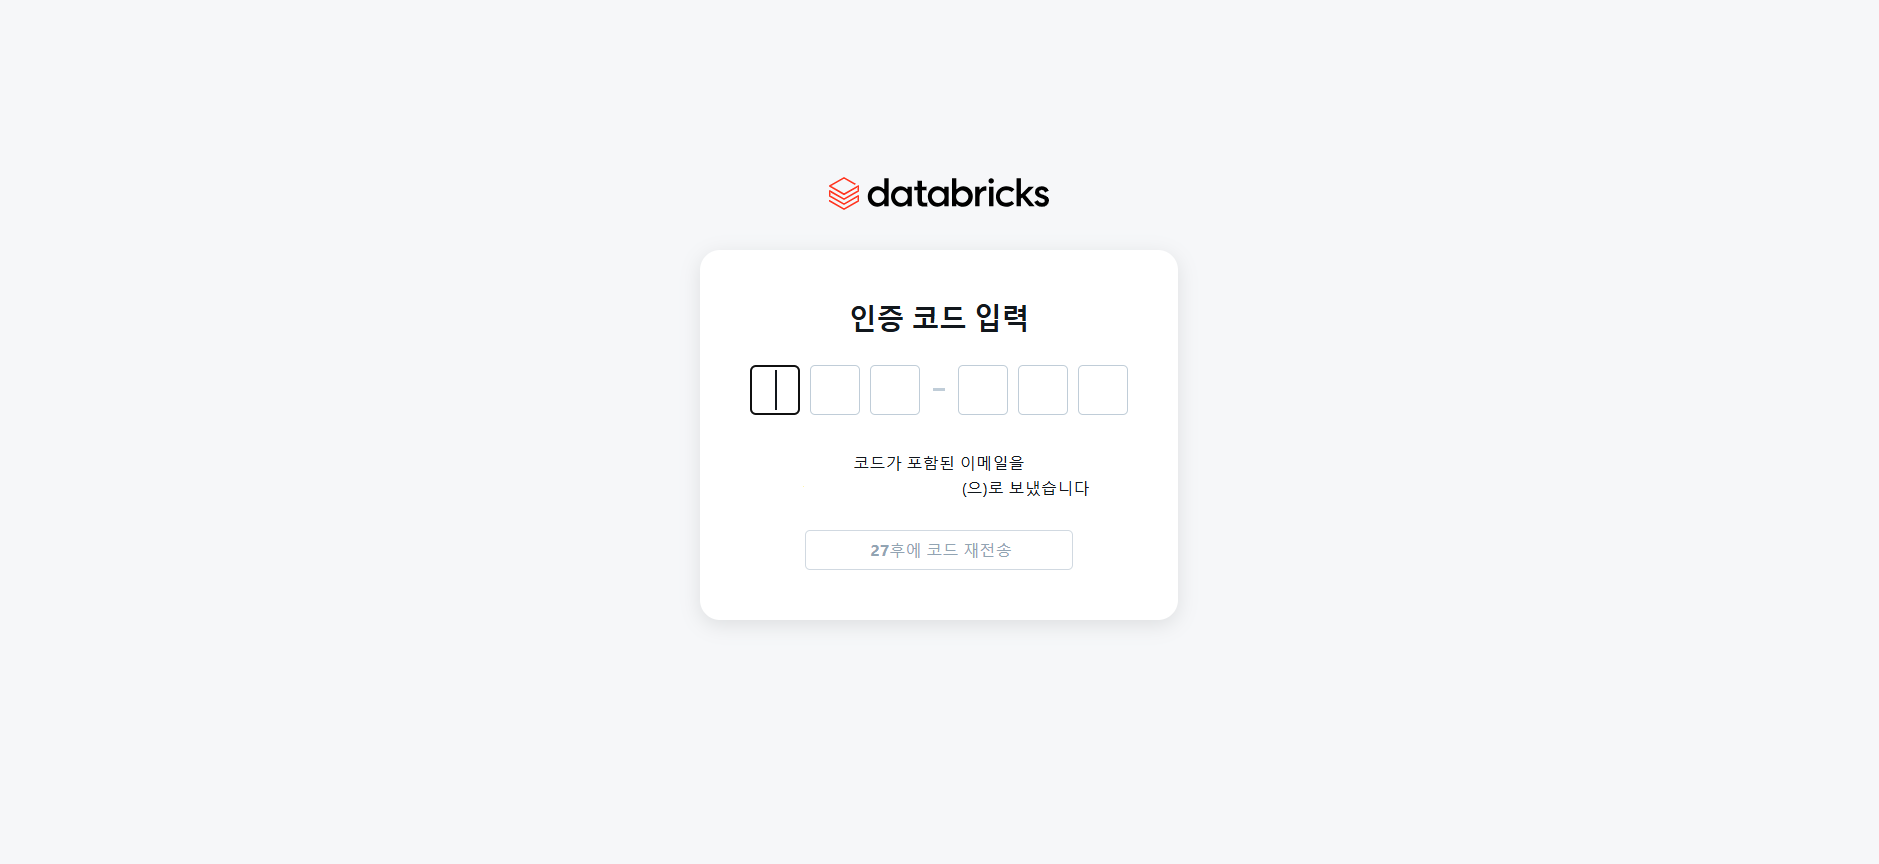 databricks
인증 코드 입력
코드가 포함된 이메일을
(으)로 보냈습니다
27후에 코드 재전송